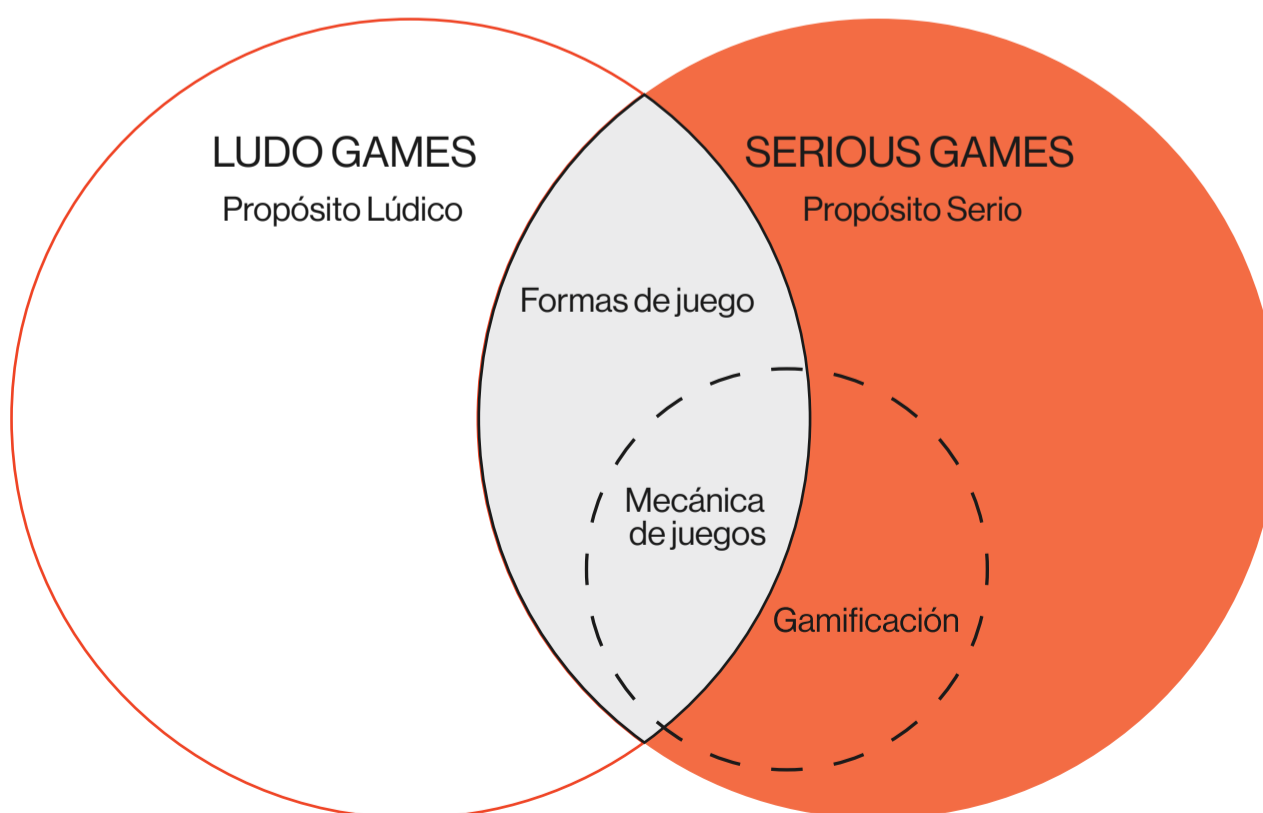 LUDO GAMES
Propósito Lúdico
SERIOUS GAMES
Propósito Serio
Formas de juego
Mecánica
de juegos
Gamificación